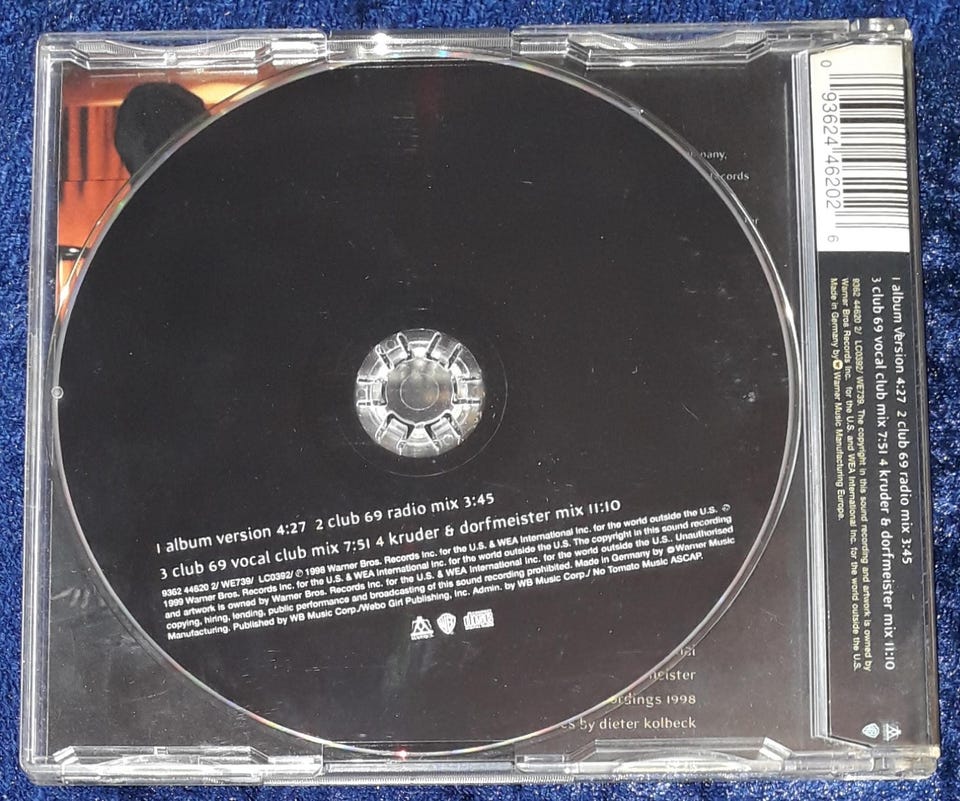 1 album version 4:27 2 club 69 radio mix 3:45
3 club 69 vocal club mix 7:51 4 kruder & dorfmeister mix 11:10
9362 44620 2/ WE739/ LC0392/ ℗ 1998 Warner Bros. Records Inc. for the U.S. & WEA International Inc. for the world outside the U.S. ©
1999 Warner Bros. Records Inc. for the U.S. & WEA International Inc. for the world outside the U.S. The copyright in this sound recording
and artwork is owned by Warner Bros. Records Inc. for the U.S. & WEA International Inc. for the world outside the U.S.. Unauthorised
copying, hiring, lending, public performance and broadcasting of this sound recording prohibited. Made in Germany by Warner Music
Manufacturing. Published by WB Music Corp./Webo Girl Publishing, Inc. Admin. by WB Music Corp./ No Tomato Music ASCAP.
many,
records
meister
ordings 1998
es by dieter kolbeck
0 93624 46202 6
1 album version 4:27 2 club 69 radio mix 3:45
3 club 69 vocal club mix 7:51 4 kruder & dorfmeister mix 11:10
9362 44620 2/ LC0392/ WE739. The copyright in this sound recording and artwork is owned by
Warner Bros Records Inc. for the U.S. and WEA International Inc. for the world outside the U.S.
Made in Germany by Warner Music Manufacturing Europe.